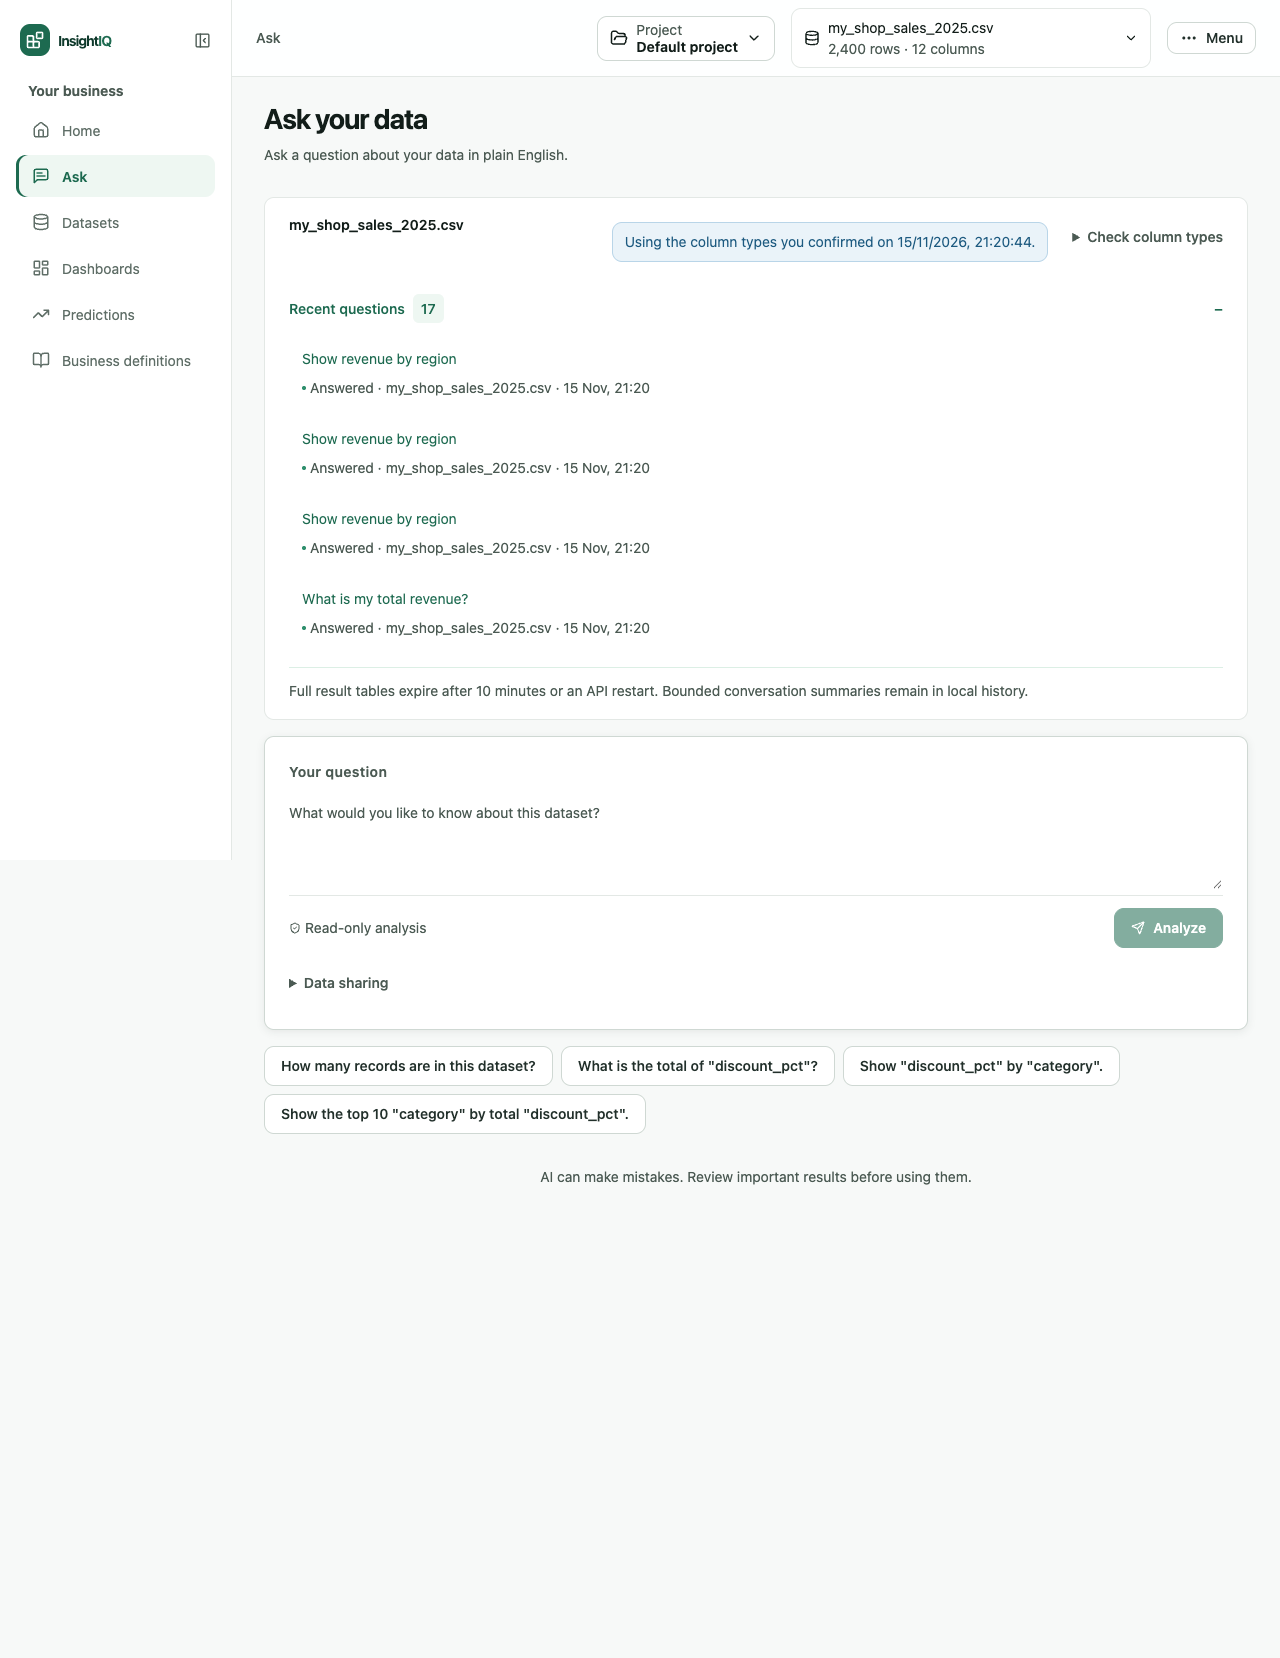 InsightIQ
Your business
Home
Ask
Datasets
Dashboards
Predictions
Business definitions
Ask
Project
Default project
my_shop_sales_2025.csv
2,400 rows · 12 columns
Menu
Ask your data
Ask a question about your data in plain English.
my_shop_sales_2025.csv
Using the column types you confirmed on 15/11/2026, 21:20:44.
Check column types
Recent questions 17
Show revenue by region
Answered · my_shop_sales_2025.csv · 15 Nov, 21:20
Show revenue by region
Answered · my_shop_sales_2025.csv · 15 Nov, 21:20
Show revenue by region
Answered · my_shop_sales_2025.csv · 15 Nov, 21:20
What is my total revenue?
Answered · my_shop_sales_2025.csv · 15 Nov, 21:20
Full result tables expire after 10 minutes or an API restart. Bounded conversation summaries remain in local history.
Your question
What would you like to know about this dataset?
Read-only analysis
Analyze
Data sharing
How many records are in this dataset?
What is the total of "discount_pct"?
Show "discount_pct" by "category".
Show the top 10 "category" by total "discount_pct".
AI can make mistakes. Review important results before using them.